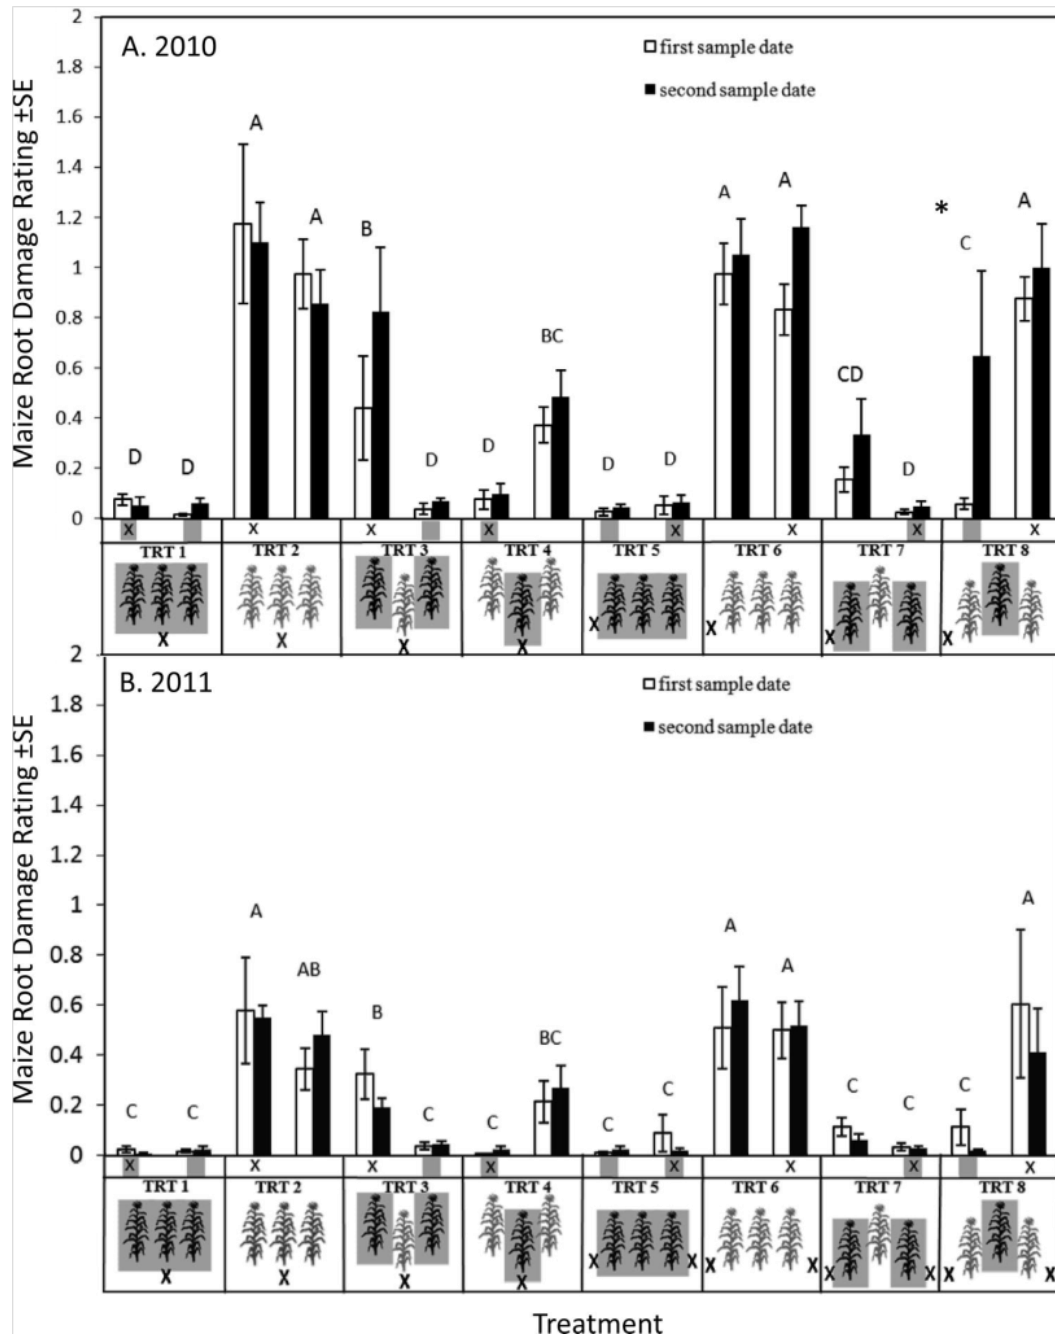 2
A. 2010
first sample date
second sample date
1.8
1.6
1.4
1.2
1
0.8
0.6
0.4
0.2
0
Maize Root Damage Rating ±SE
D D A A B D D BC D D A A CD D * C A
x x x x x x x x
TRT 1 TRT 2 TRT 3 TRT 4 TRT 5 TRT 6 TRT 7 TRT 8
X X X X X X X X
2
B. 2011
first sample date
second sample date
1.8
1.6
1.4
1.2
1
0.8
0.6
0.4
0.2
0
Maize Root Damage Rating ±SE
C C A AB B C C BC C C A A C C C A
x x x x x x x x
TRT 1 TRT 2 TRT 3 TRT 4 TRT 5 TRT 6 TRT 7 TRT 8
X X X X X X X X X X X X
Treatment